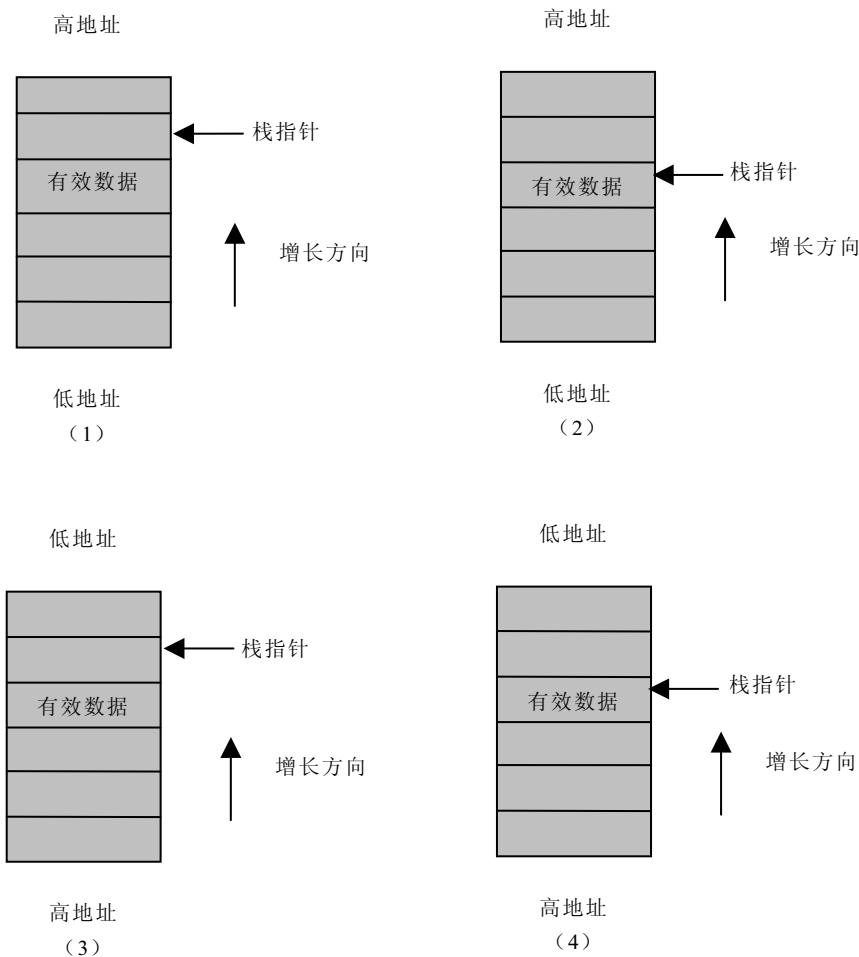 高地址
栈指针
有效数据
增长方向
低地址
（1）
高地址
栈指针
有效数据
增长方向
低地址
（2）
低地址
栈指针
有效数据
增长方向
高地址
（3）
低地址
栈指针
有效数据
增长方向
高地址
（4）